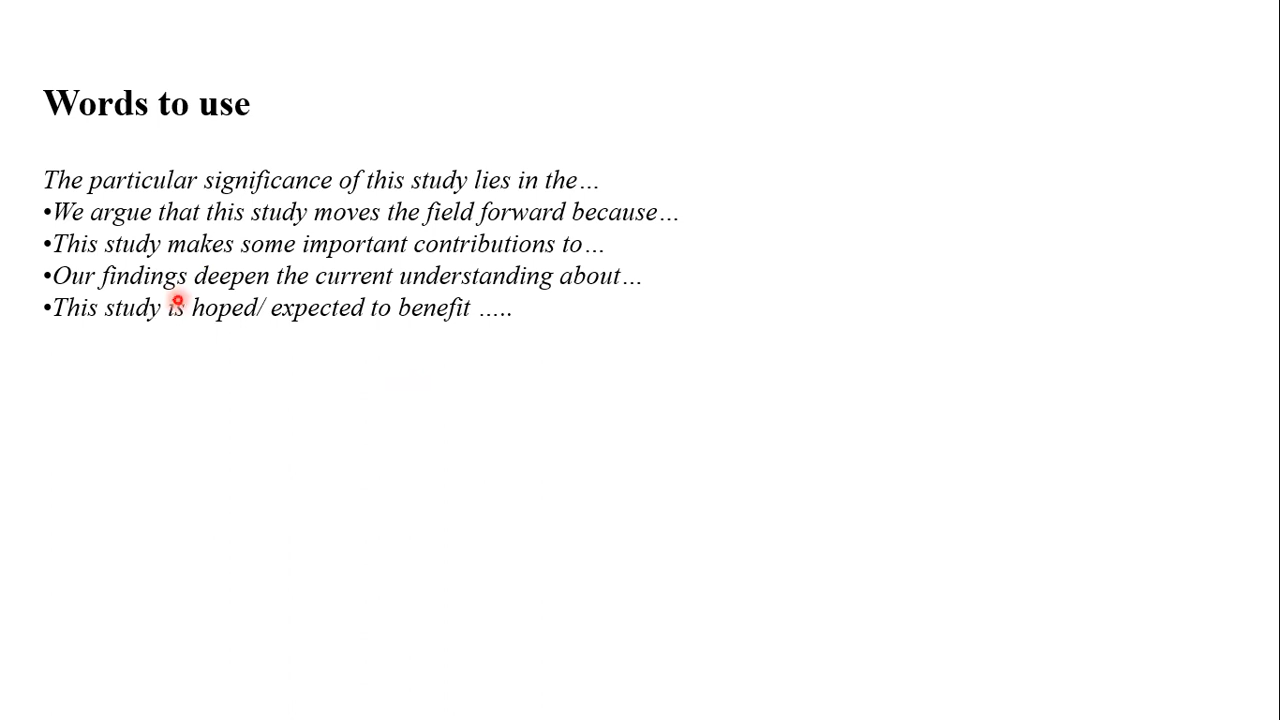 Words to use
The particular significance of this study lies in the…
•We argue that this study moves the field forward because…
•This study makes some important contributions to…
•Our findings deepen the current understanding about…
•This study is hoped/ expected to benefit …..